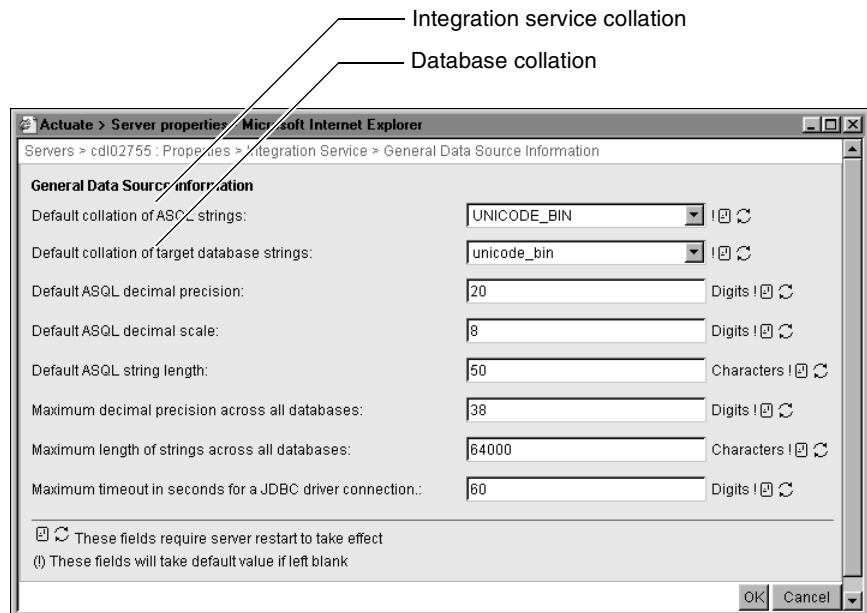 Integration service collation
Database collation
Actuate > Server properties - Microsoft Internet Explorer
Servers > cdl02755 : Properties > Integration Service > General Data Source Information
General Data Source Information
Default collation of ASQL strings: UNICODE_BIN !
Default collation of target database strings: unicode_bin !
Default ASQL decimal precision: 20 Digits !
Default ASQL decimal scale: 8 Digits !
Default ASQL string length: 50 Characters !
Maximum decimal precision across all databases: 38 Digits !
Maximum length of strings across all databases: 64000 Characters !
Maximum timeout in seconds for a JDBC driver connection.: 60 Digits !
These fields require server restart to take effect
(!) These fields will take default value if left blank
OK Cancel